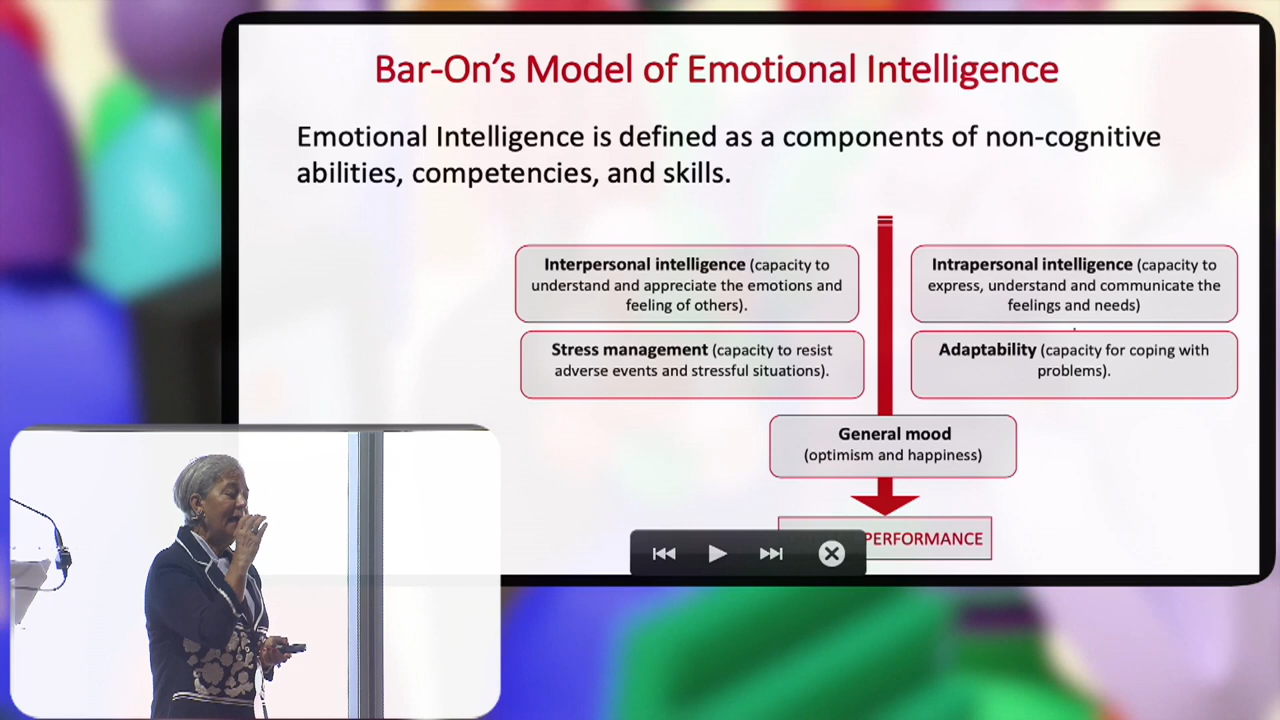 Bar-On's Model of Emotional Intelligence
Emotional Intelligence is defined as a components of non-cognitive
abilities, competencies, and skills.
Interpersonal intelligence (capacity to
understand and appreciate the emotions and
feeling of others).
Intrapersonal intelligence (capacity to
express, understand and communicate the
feelings and needs)
.
Stress management (capacity to resist
adverse events and stressful situations).
Adaptability (capacity for coping with
problems).
General mood
(optimism and happiness)
PERFORMANCE